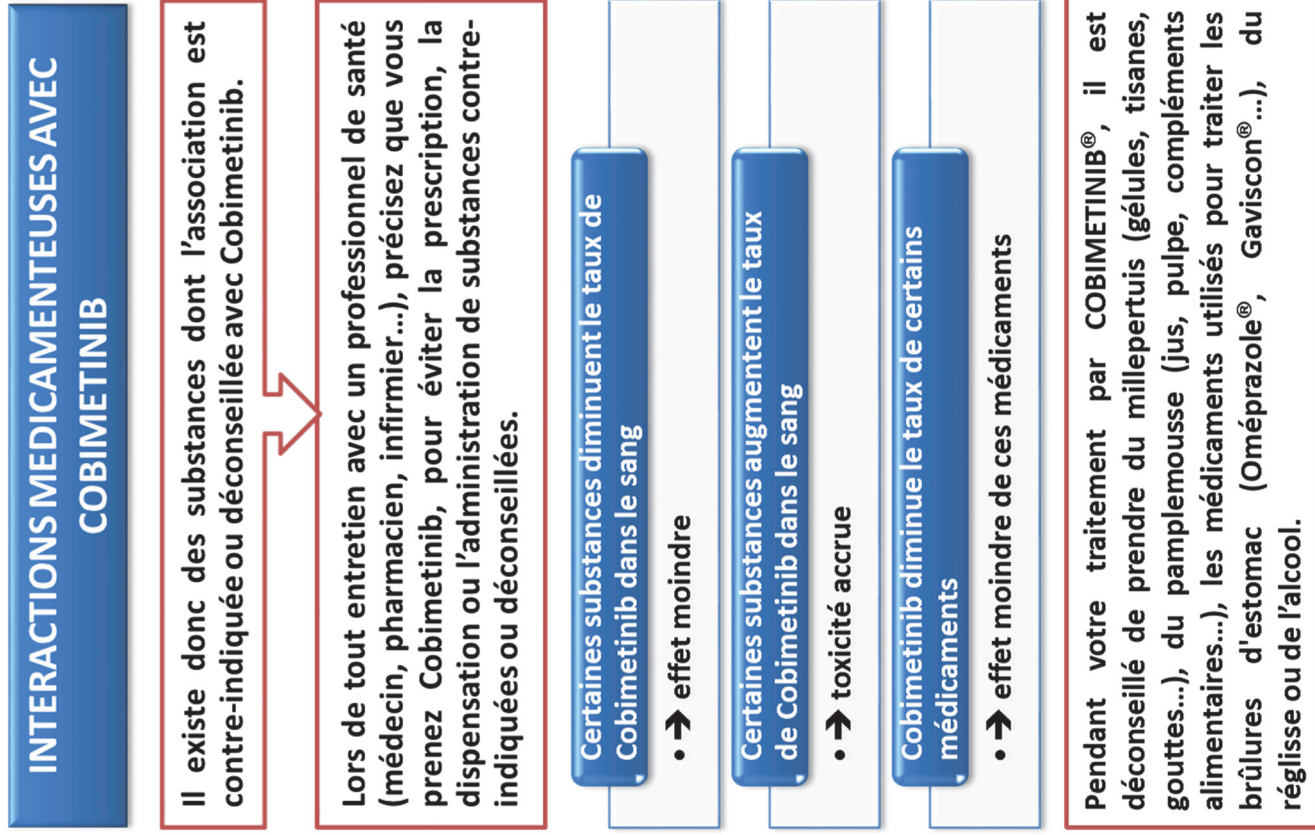 INTERACTIONS MEDICAMENTEUSES AVEC
COBIMETINIB
Il existe donc des substances dont l'association est
contre-indiquée ou déconseillée avec Cobimetinib.
Lors de tout entretien avec un professionnel de santé
(médecin, pharmacien, infirmier...), précisez que vous
prenez Cobimetinib, pour éviter la prescription, la
dispensation ou l'administration de substances contre-
indiquées ou déconseillées.
Certaines substances diminuent le taux de
Cobimetinib dans le sang
• → effet moindre
Certaines substances augmentent le taux
de Cobimetinib dans le sang
• → toxicité accrue
Cobimetinib diminue le taux de certains
médicaments
• → effet moindre de ces médicaments
Pendant votre traitement par COBIMETINIB®, il est
déconseillé de prendre du millepertuis (gélules, tisanes,
gouttes...), du pamplemousse (jus, pulpe, compléments
alimentaires...), les médicaments utilisés pour traiter les
brûlures d'estomac (Oméprazole®, Gaviscon®...), du
réglisse ou de l'alcool.